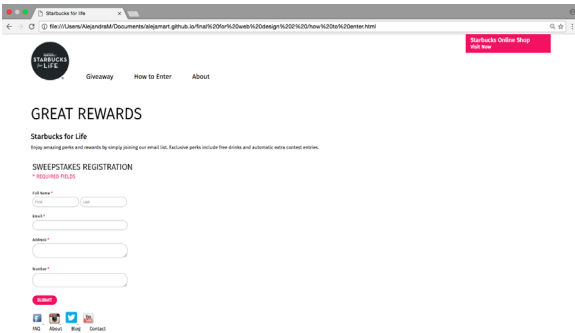 Starbucks for life
file:///Users/AlejandraM/Documents/alejamart.github.io/final%20for%20web%20design%202%20/how%20to%20enter.html
Starbucks Online Shop
Visit Now
STARBUCKS
for LIFE
Giveaway How to Enter About
GREAT REWARDS
Starbucks for Life
Enjoy amazing perks and rewards by simply joining our email list. Exclusive perks include free drinks and automatic extra contest entries.
SWEEPSTAKES REGISTRATION
* REQUIRED FIELDS
Full Name *
First Last
Email *
Address *
Number *
SUBMIT
You
FAQ About Blog Contact